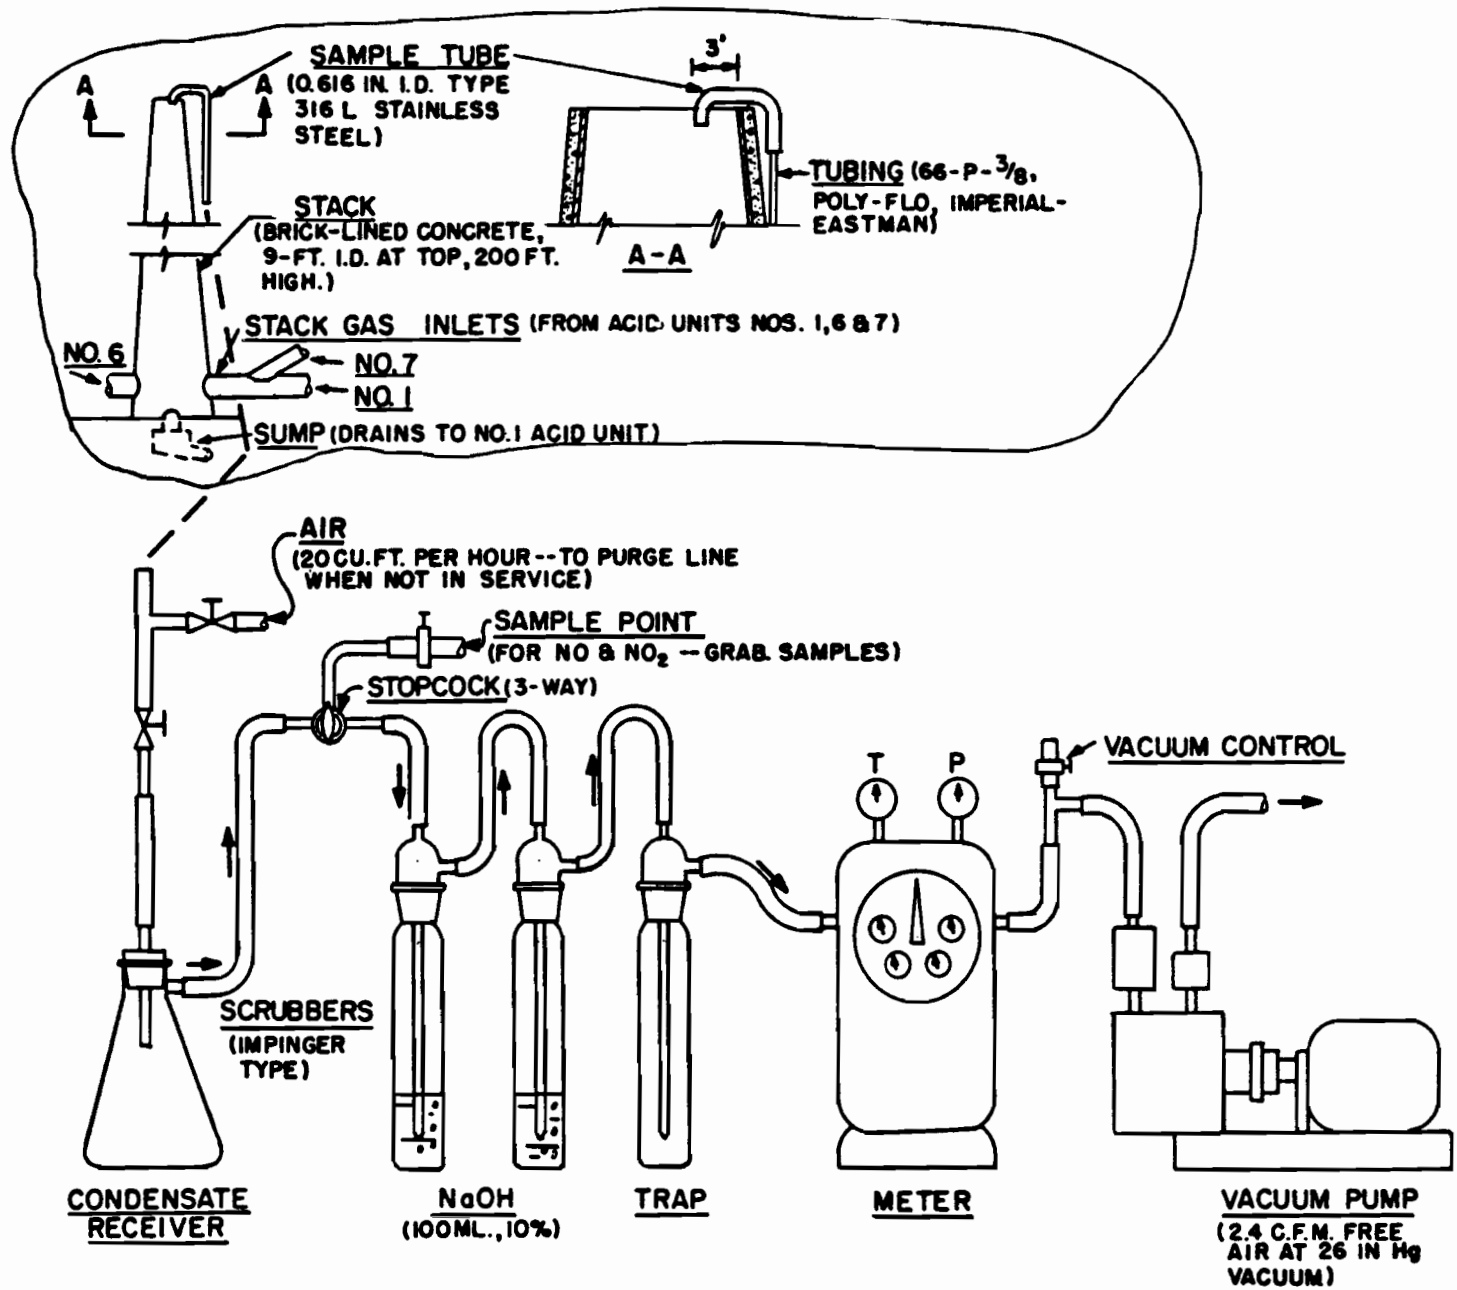 SAMPLE TUBE
(0.616 IN. I.D. TYPE
316 L STAINLESS
STEEL)
A
A
3'
TUBING (66-P-3/8,
POLY-FLO, IMPERIAL-
EASTMAN)
A-A
STACK
(BRICK-LINED CONCRETE,
9-FT. I.D. AT TOP, 200 FT.
HIGH.)
STACK GAS INLETS (FROM ACID UNITS NOS. 1,6 & 7)
NO. 6
NO. 7
NO. 1
SUMP (DRAINS TO NO. 1 ACID UNIT)
AIR
(20 CU. FT. PER HOUR--TO PURGE LINE
WHEN NOT IN SERVICE)
SAMPLE POINT
(FOR NO & NO₂ -- GRAB. SAMPLES)
STOPCOCK (3-WAY)
T
P
VACUUM CONTROL
SCRUBBERS
(IMPINGER
TYPE)
CONDENSATE
RECEIVER
NaOH
(100 ML., 10%)
TRAP
METER
VACUUM PUMP
(2.4 C.F.M. FREE
AIR AT 26 IN Hg
VACUUM)